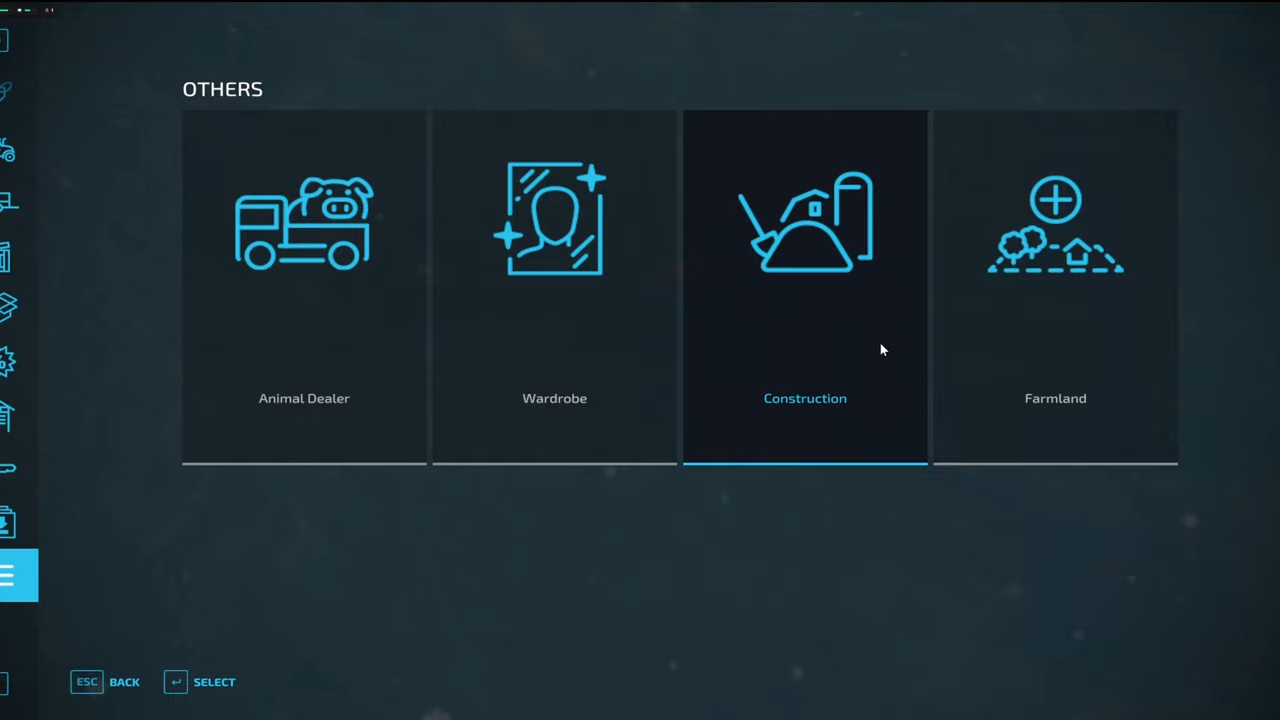 OTHERS
Animal Dealer
Wardrobe
Construction
Farmland
ESC BACK SELECT